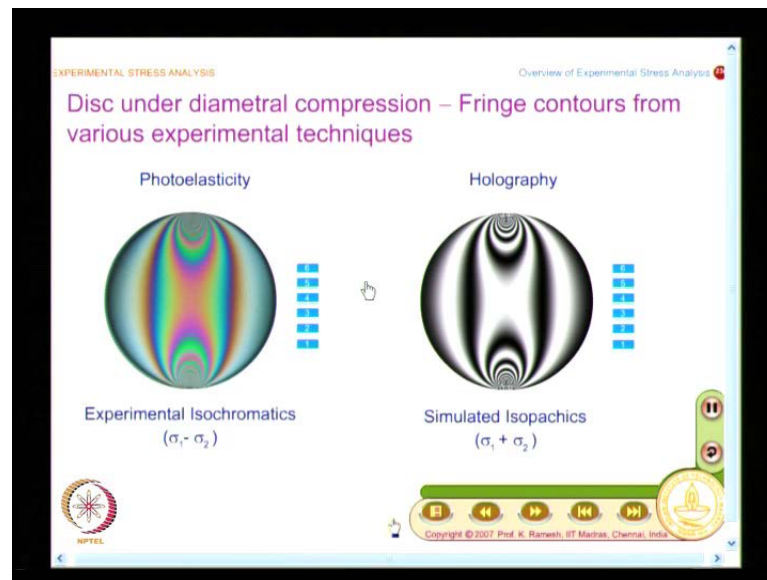 EXPERIMENTAL STRESS ANALYSIS
Overview of Experimental Stress Analysis
Disc under diametral compression – Fringe contours from
various experimental techniques
Photoelasticity
Holography
6
5
4
3
2
1
6
5
4
3
2
1
Experimental Isochromatics
(σ₁- σ₂)
Simulated Isopachics
(σ₁ + σ₂)
NPTEL
Copyright © 2007 Prof. K. Ramesh, IIT Madras, Chennai, India